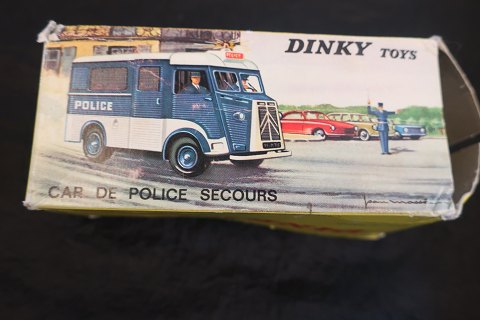 DINKY TOYS
POLICE
CAR DE POLICE SECOURS